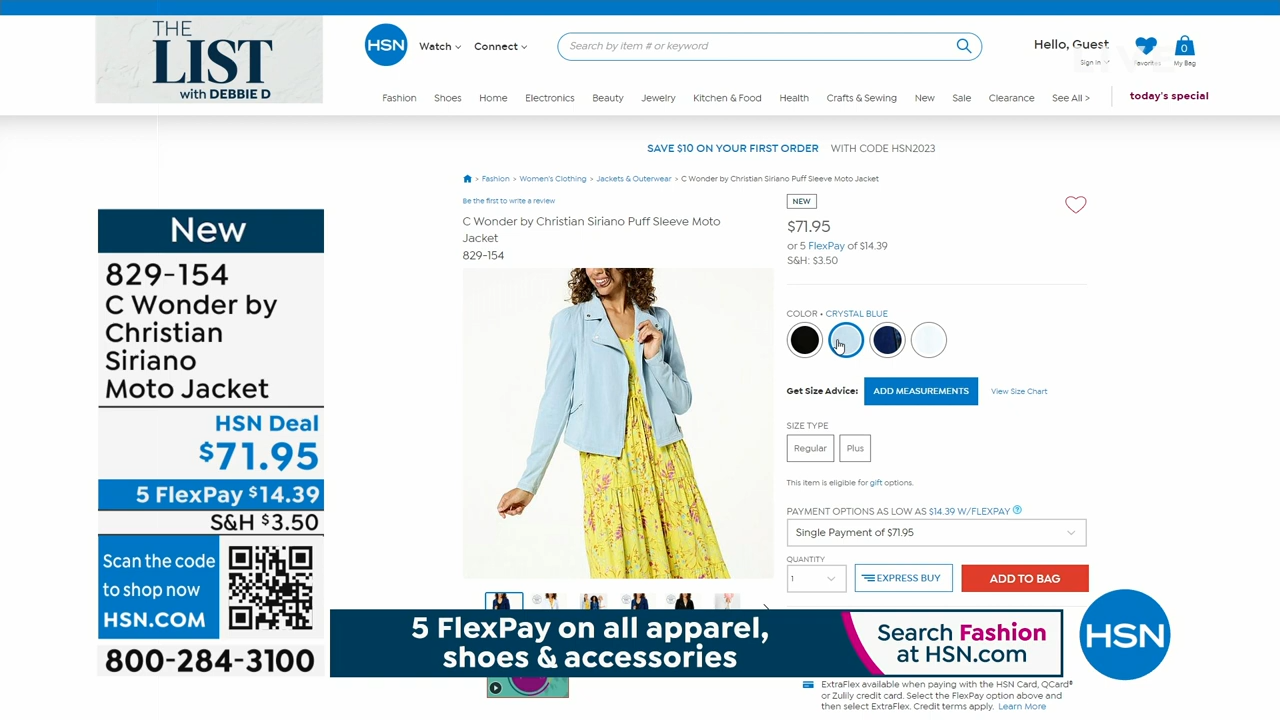 THE
LIST
with DEBBIE D
HSN
Watch
Connect
Search by item # or keyword
Hello, Guest
Sign In
Favorites
0
My Bag
Fashion
Shoes
Home
Electronics
Beauty
Jewelry
Kitchen & Food
Health
Crafts & Sewing
New
Sale
Clearance
See All >
today's special
SAVE $10 ON YOUR FIRST ORDER WITH CODE HSN2023
> Fashion > Women's Clothing > Jackets & Outerwear > C Wonder by Christian Siriano Puff Sleeve Moto Jacket
Be the first to write a review
C Wonder by Christian Siriano Puff Sleeve Moto
Jacket
829-154
NEW
$71.95
or 5 FlexPay of $14.39
S&H: $3.50
COLOR • CRYSTAL BLUE
Get Size Advice:
ADD MEASUREMENTS
View Size Chart
SIZE TYPE
Regular
Plus
This item is eligible for gift options.
PAYMENT OPTIONS AS LOW AS $14.39 W/FLEXPAY
Single Payment of $71.95
QUANTITY
1
EXPRESS BUY
ADD TO BAG
ExtraFlex available when paying with the HSN Card, QCard®
or Zulily credit card. Select the FlexPay option above and
then select ExtraFlex. Credit terms apply. Learn More
New
829-154
C Wonder by
Christian
Siriano
Moto Jacket
HSN Deal
$71.95
5 FlexPay $14.39
S&H $3.50
Scan the code
to shop now
HSN.COM
800-284-3100
5 FlexPay on all apparel,
shoes & accessories
Search Fashion
at HSN.com
HSN